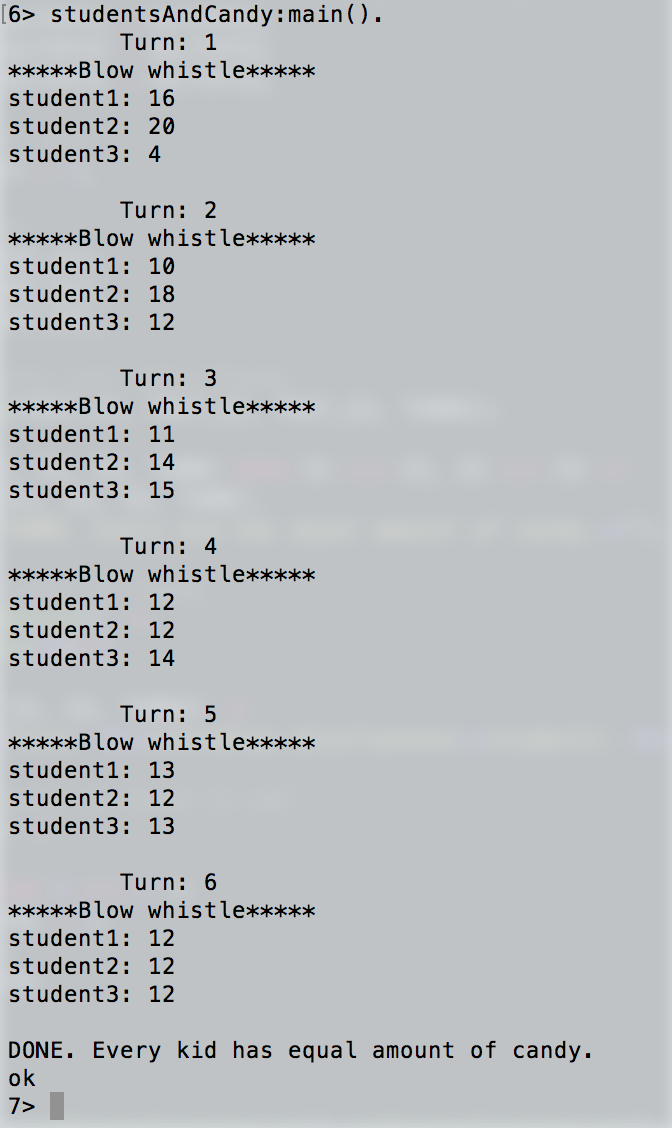 [6> studentsAndCandy:main().
Turn: 1
*****Blow whistle*****
student1: 16
student2: 20
student3: 4
Turn: 2
*****Blow whistle*****
student1: 10
student2: 18
student3: 12
Turn: 3
*****Blow whistle*****
student1: 11
student2: 14
student3: 15
Turn: 4
*****Blow whistle*****
student1: 12
student2: 12
student3: 14
Turn: 5
*****Blow whistle*****
student1: 13
student2: 12
student3: 13
Turn: 6
*****Blow whistle*****
student1: 12
student2: 12
student3: 12
DONE. Every kid has equal amount of candy.
ok
7>